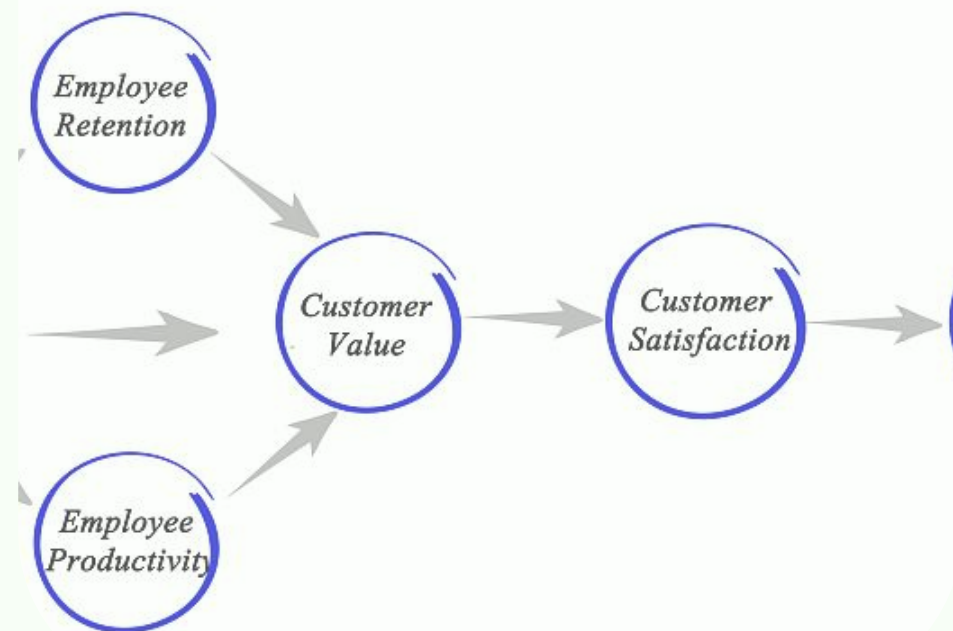 Employee
Retention
Customer
Value
Customer
Satisfaction
Employee
Productivity